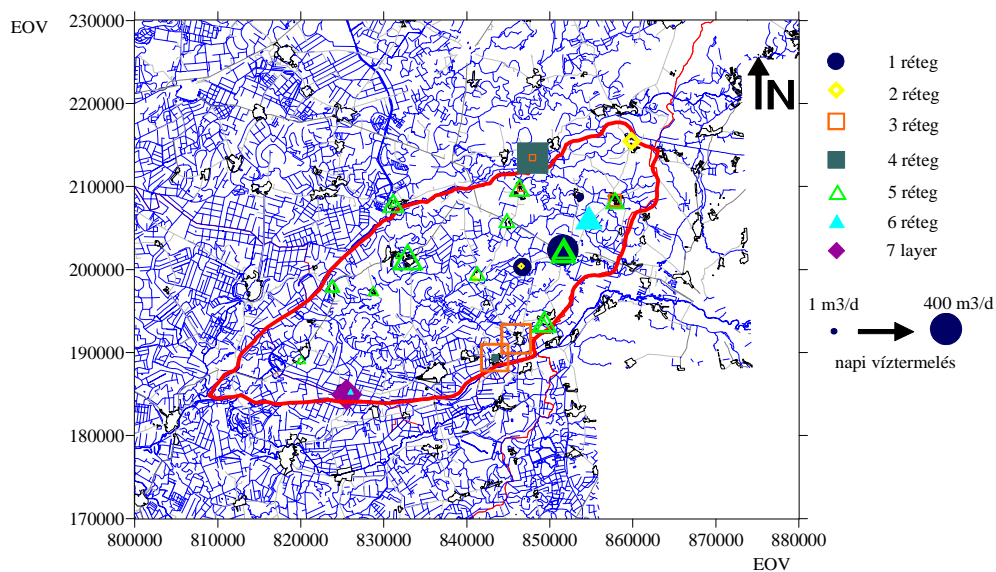 EOV
230000
220000
210000
200000
190000
180000
170000
800000 810000 820000 830000 840000 850000 860000 870000 880000
EOV
N
1 réteg
2 réteg
3 réteg
4 réteg
5 réteg
6 réteg
7 layer
1 m3/d
400 m3/d
napi víztermelés